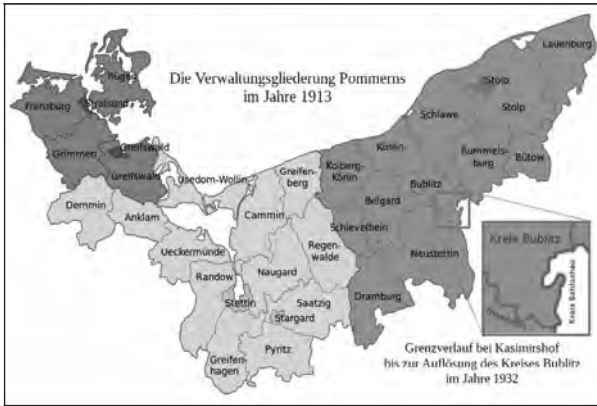 Die Verwaltungsgliederung Pommerns
im Jahre 1913
Lauenburg
Rügen
Stolp
Franzburg
Stralsund
Stolp
Schlawe
Grimmen
Greifswald
Köslin
Rummels-
burg
Bütow
Greifswald
Usedom-Wollin
Greifen-
berg
Kolberg-
Körlin
Bublitz
Demmin
Anklam
Cammin
Belgard
Schievelbein
Regen-
walde
Ueckermünde
Neustettin
Kreis Bublitz
Randow
Naugard
Kreis Schlochau
Stettin
Saatzig
Dramburg
Stargard
Pyritz
Greifen-
hagen
Grenzverlauf bei Kasimirshof
bis zur Auflösung des Kreises Bublitz
im Jahre 1932